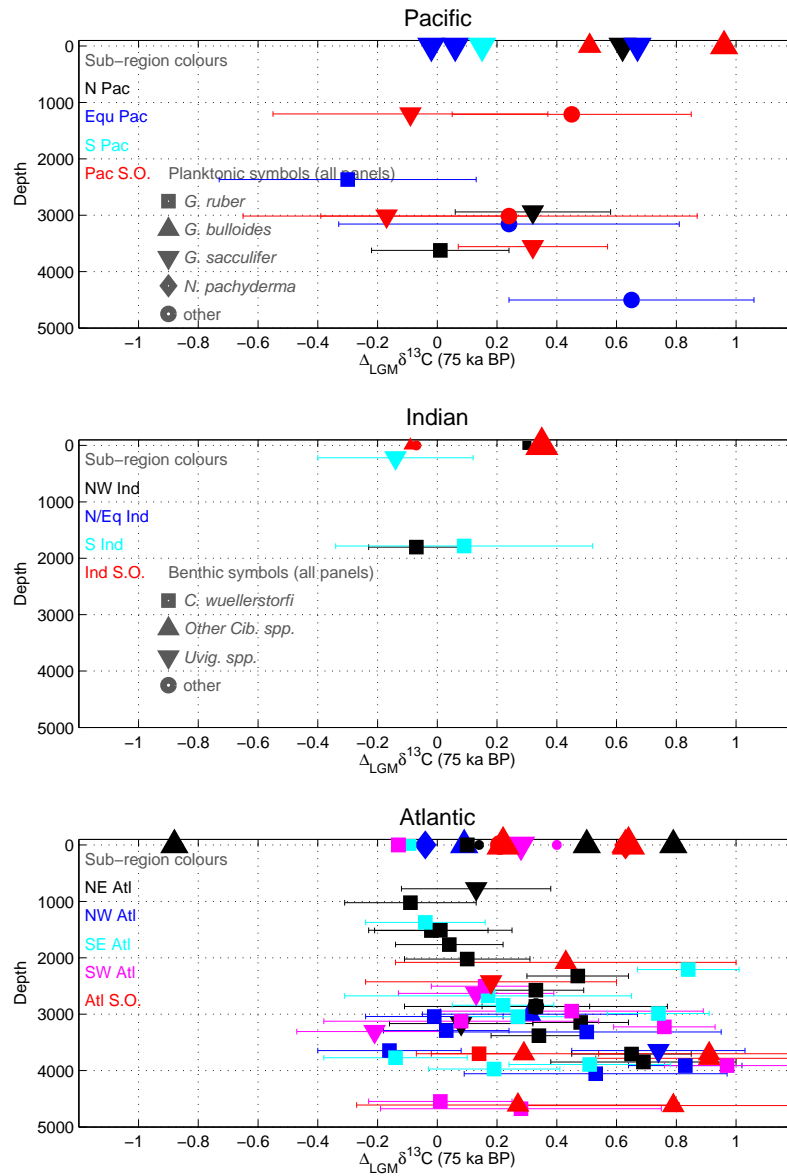 Pacific
0
Sub−region colours
N Pac
1000
Equ Pac
S Pac
2000
Pac S.O. Planktonic symbols (all panels)
G. ruber
3000
G. bulloides
G. sacculifer
4000
N. pachyderma
other
5000
Depth
−1 −0.8 −0.6 −0.4 −0.2 0 0.2 0.4 0.6 0.8 1
Δ_LGM δ¹³C (75 ka BP)
Indian
0
Sub−region colours
NW Ind
1000
N/Eq Ind
S Ind
2000
Ind S.O. Benthic symbols (all panels)
C. wuellerstorfi
3000
Other Cib. spp.
Uvig. spp.
4000
other
5000
Depth
−1 −0.8 −0.6 −0.4 −0.2 0 0.2 0.4 0.6 0.8 1
Δ_LGM δ¹³C (75 ka BP)
Atlantic
0
Sub−region colours
NE Atl
1000
NW Atl
SE Atl
2000
SW Atl
Atl S.O.
3000
4000
5000
Depth
−1 −0.8 −0.6 −0.4 −0.2 0 0.2 0.4 0.6 0.8 1
Δ_LGM δ¹³C (75 ka BP)